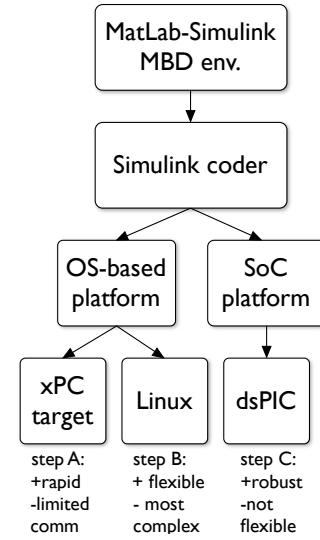 MatLab-Simulink
MBD env.
Simulink coder
OS-based
platform
SoC
platform
xPC
target
Linux
dsPIC
step A:
+rapid
-limited
comm
step B:
+ flexible
- most
complex
step C:
+robust
-not
flexible